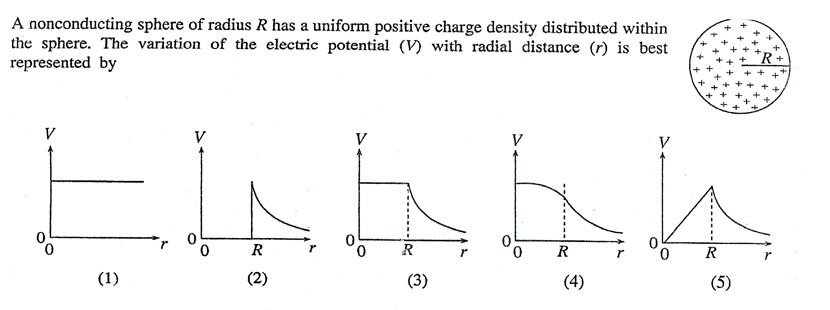 A nonconducting sphere of radius R has a uniform positive charge density distributed within
the sphere. The variation of the electric potential (V) with radial distance (r) is best
represented by
R
V
0
0
r
(1)
V
0
0
R
r
(2)
V
0
0
R
r
(3)
V
0
0
R
r
(4)
V
0
0
R
r
(5)